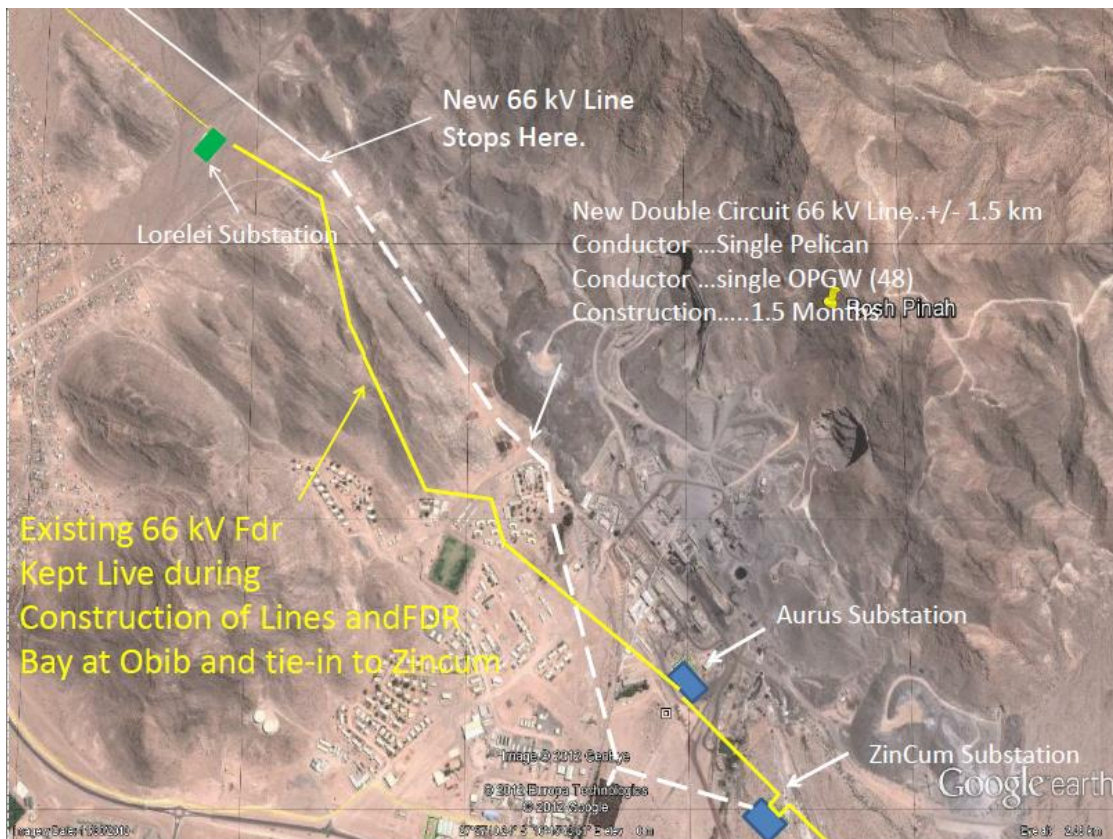 New 66 kV Line
Stops Here.
Lorelei Substation
New Double Circuit 66 kV Line..+/- 1.5 km
Conductor ...Single Pelican
Conductor ...single OPGW (48)
Construction.....1.5 Months
Rosh Pinah
Existing 66 kV Fdr
Kept Live during
Construction of Lines andFDR
Bay at Obib and tie-in to Zincum
Aurus Substation
ZinCum Substation
Image © 2012 GeoEye
© 2012 Europa Technologies
© 2012 Google
Google earth